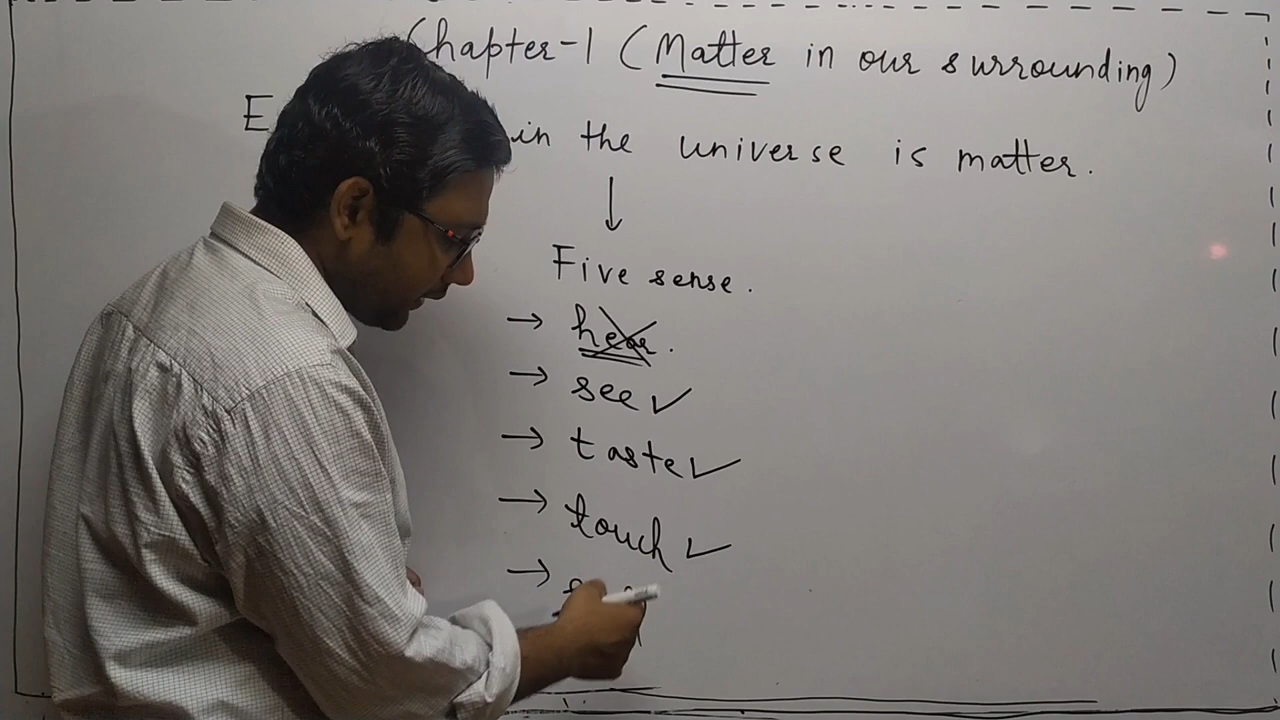 Chapter-1 (Matter in our surrounding)
E in the universe is matter.
↓
Five sense.
→ hear.
→ see ✓
→ taste ✓
→ touch ✓
→